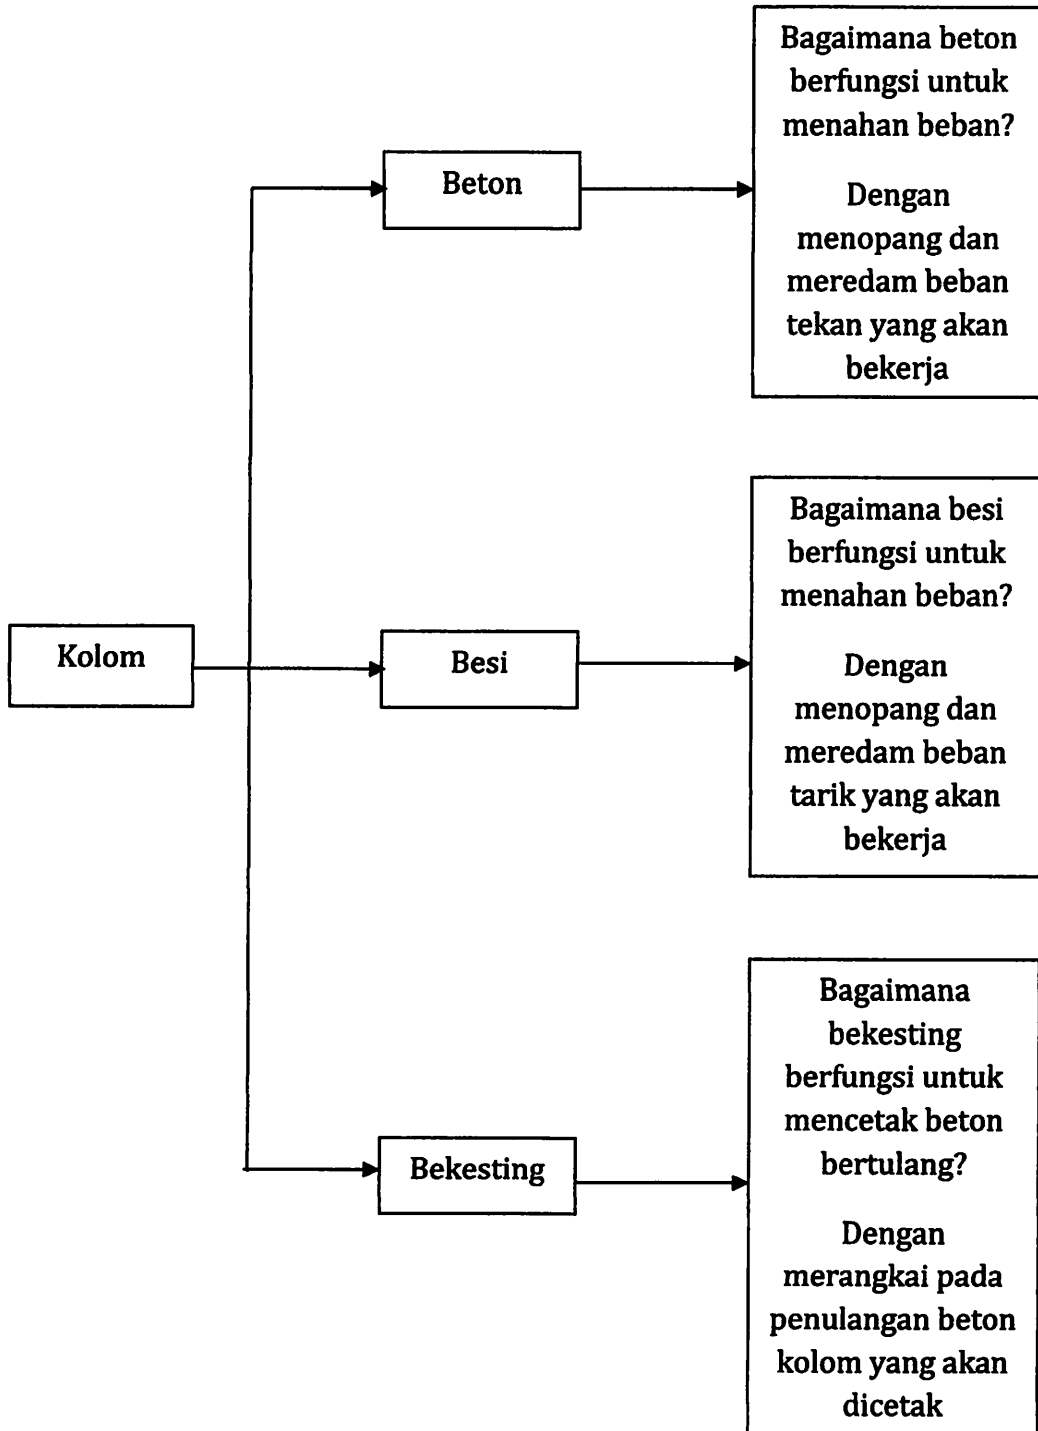 Kolom
Beton
Bagaimana beton
berfungsi untuk
menahan beban?
Dengan
menopang dan
meredam beban
tekan yang akan
bekerja
Besi
Bagaimana besi
berfungsi untuk
menahan beban?
Dengan
menopang dan
meredam beban
tarik yang akan
bekerja
Bekesting
Bagaimana
bekesting
berfungsi untuk
mencetak beton
bertulang?
Dengan
merangkai pada
penulangan beton
kolom yang akan
dicetak